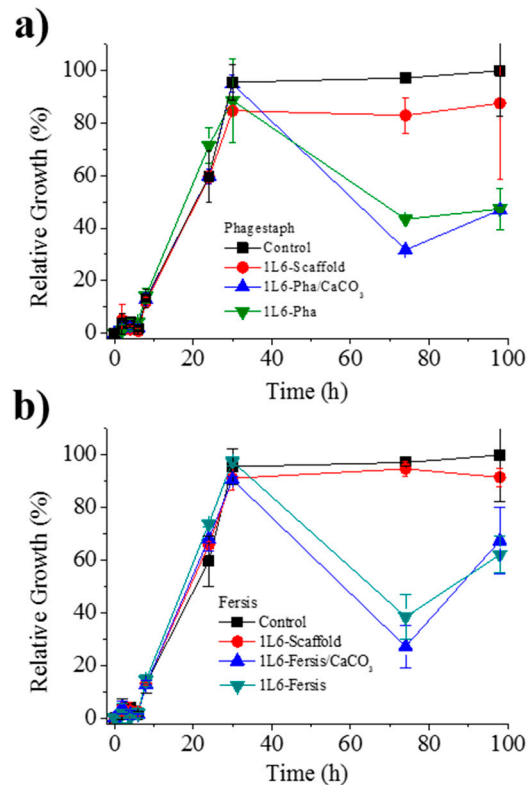 a)
100
80
60
40
20
0
Relative Growth (%)
Phagestaph
Control
1L6-Scaffold
1L6-Pha/CaCO3
1L6-Pha
0 20 40 60 80 100
Time (h)
b)
100
80
60
40
20
0
Relative Growth (%)
Fersis
Control
1L6-Scaffold
1L6-Fersis/CaCO3
1L6-Fersis
0 20 40 60 80 100
Time (h)